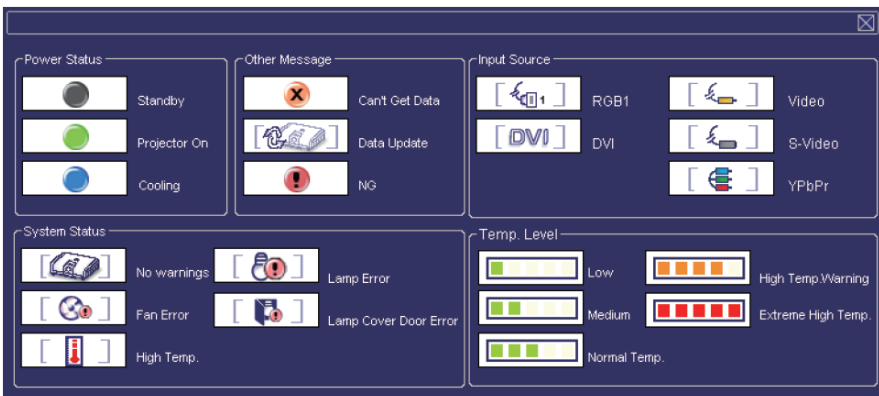 Power Status
Standby
Projector On
Cooling
Other Message
Can't Get Data
Data Update
NG
Input Source
1
RGB1
DVI
DVI
Video
S-Video
YPbPr
System Status
No warnings
Fan Error
High Temp.
Lamp Error
Lamp Cover Door Error
Temp. Level
Low
Medium
Normal Temp.
High Temp.Warning
Extreme High Temp.